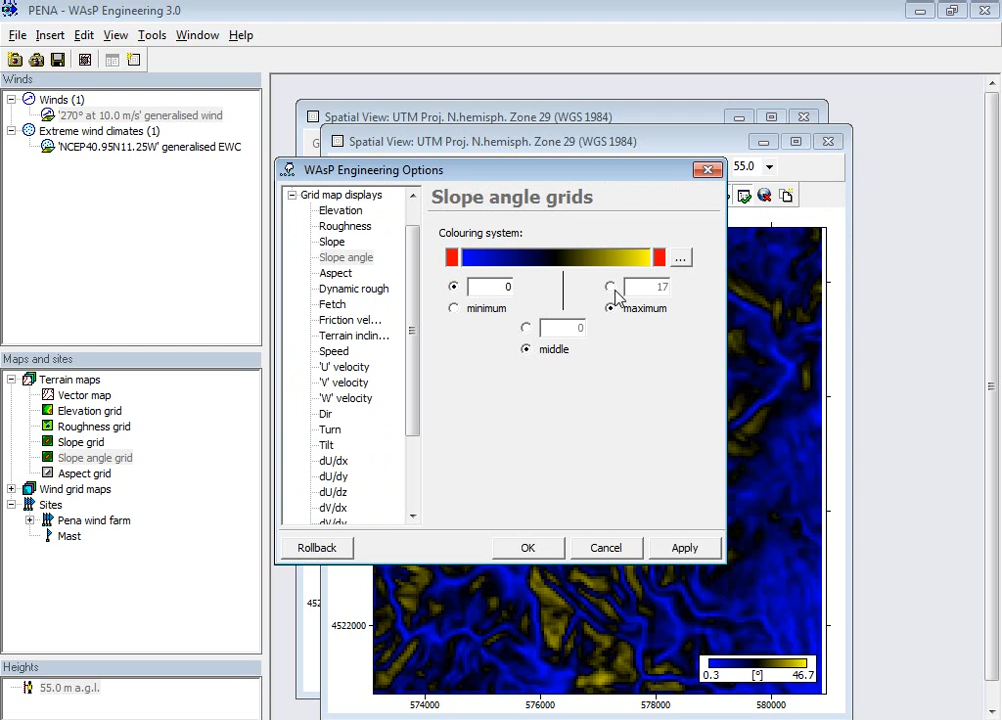 PENA - WAsP Engineering 3.0
File Insert Edit View Tools Window Help
Winds
Winds (1)
'270° at 10.0 m/s' generalised wind
Extreme wind climates (1)
'NCEP40.95N11.25W' generalised EWC
Maps and sites
Terrain maps
Vector map
Elevation grid
Roughness grid
Slope grid
Slope angle grid
Aspect grid
Wind grid maps
Sites
Pena wind farm
Mast
Heights
55.0 m a.g.l.
Spatial View: UTM Proj. N.hemisph. Zone 29 (WGS 1984)
Spatial View: UTM Proj. N.hemisph. Zone 29 (WGS 1984)
55.0
WAsP Engineering Options
Grid map displays
Elevation
Roughness
Slope
Slope angle
Aspect
Dynamic rough
Fetch
Friction vel...
Terrain inclin...
Speed
'U' velocity
'V' velocity
'W' velocity
Dir
Turn
Tilt
dU/dx
dU/dy
dU/dz
dV/dx
dV/dy
Slope angle grids
Colouring system:
...
0
17
minimum
maximum
0
middle
Rollback OK Cancel Apply
452
4522000
574000 576000 578000 580000
0.3 [°] 46.7